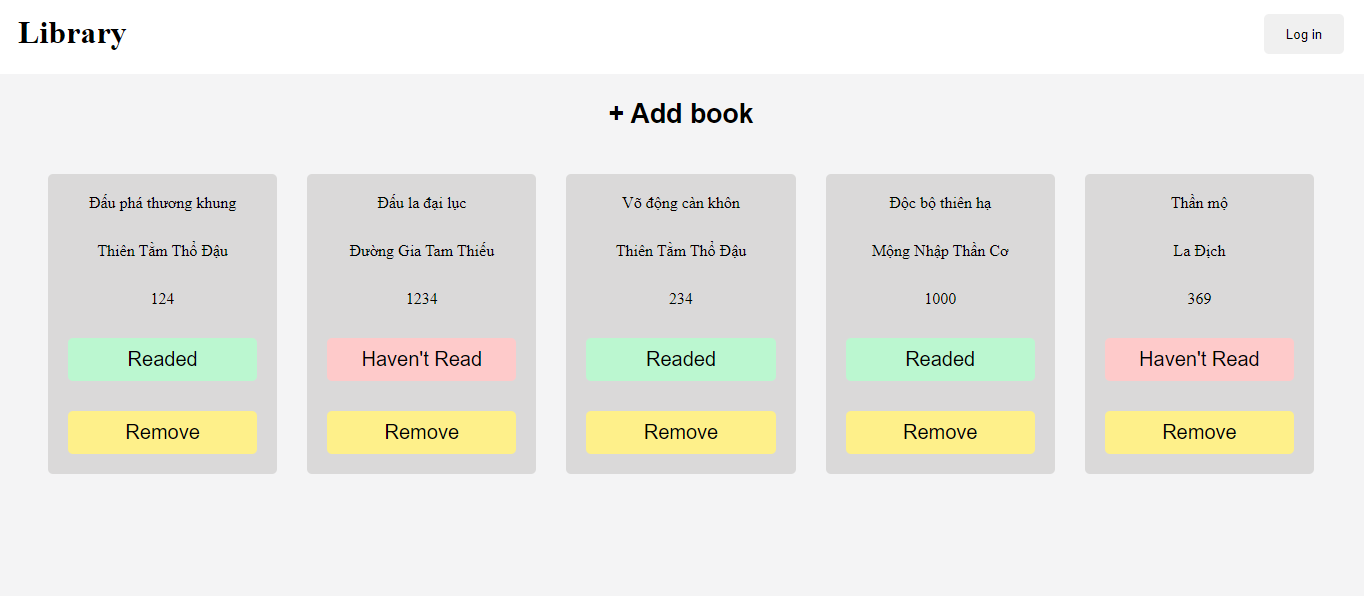 Library
Log in
+ Add book
Đấu phá thương khung
Thiên Tằm Thổ Đậu
124
Readed
Remove
Đấu la đại lục
Đường Gia Tam Thiếu
1234
Haven't Read
Remove
Võ động càn khôn
Thiên Tằm Thổ Đậu
234
Readed
Remove
Độc bộ thiên hạ
Mộng Nhập Thần Cơ
1000
Readed
Remove
Thần mộ
La Địch
369
Haven't Read
Remove